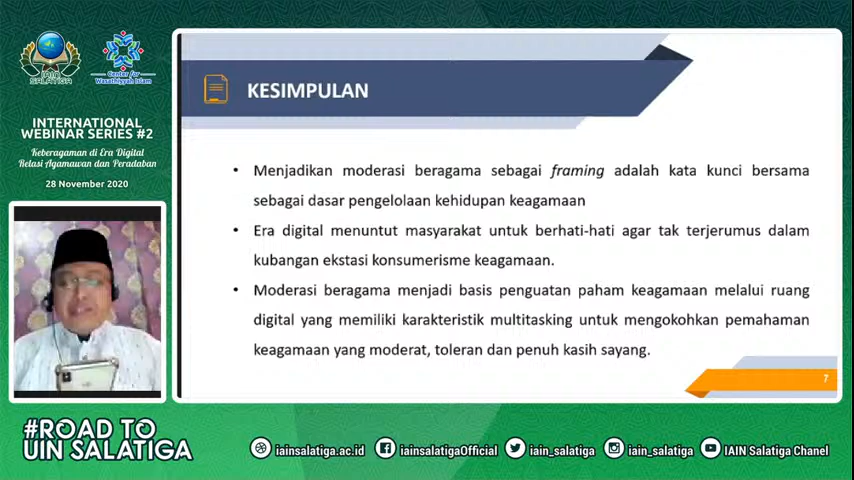 IAIN
SALATIGA
Center for
Wasathiyyah Islam
INTERNATIONAL
WEBINAR SERIES #2
Keberagaman di Era Digital
Relasi Agamawan dan Peradaban
28 November 2020
KESIMPULAN
• Menjadikan moderasi beragama sebagai framing adalah kata kunci bersama
sebagai dasar pengelolaan kehidupan keagamaan
• Era digital menuntut masyarakat untuk berhati-hati agar tak terjerumus dalam
kubangan ekstasi konsumerisme keagamaan.
• Moderasi beragama menjadi basis penguatan paham keagamaan melalui ruang
digital yang memiliki karakteristik multitasking untuk mengokohkan pemahaman
keagamaan yang moderat, toleran dan penuh kasih sayang.
7
#ROAD TO
UIN SALATIGA
iainsalatiga.ac.id
iainsalatigaOfficial
iain_salatiga
iain_salatiga
IAIN Salatiga Chanel